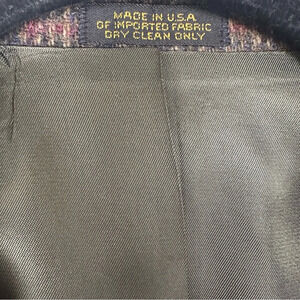 MADE IN U.S.A
OF IMPORTED FABRIC
DRY CLEAN ONLY